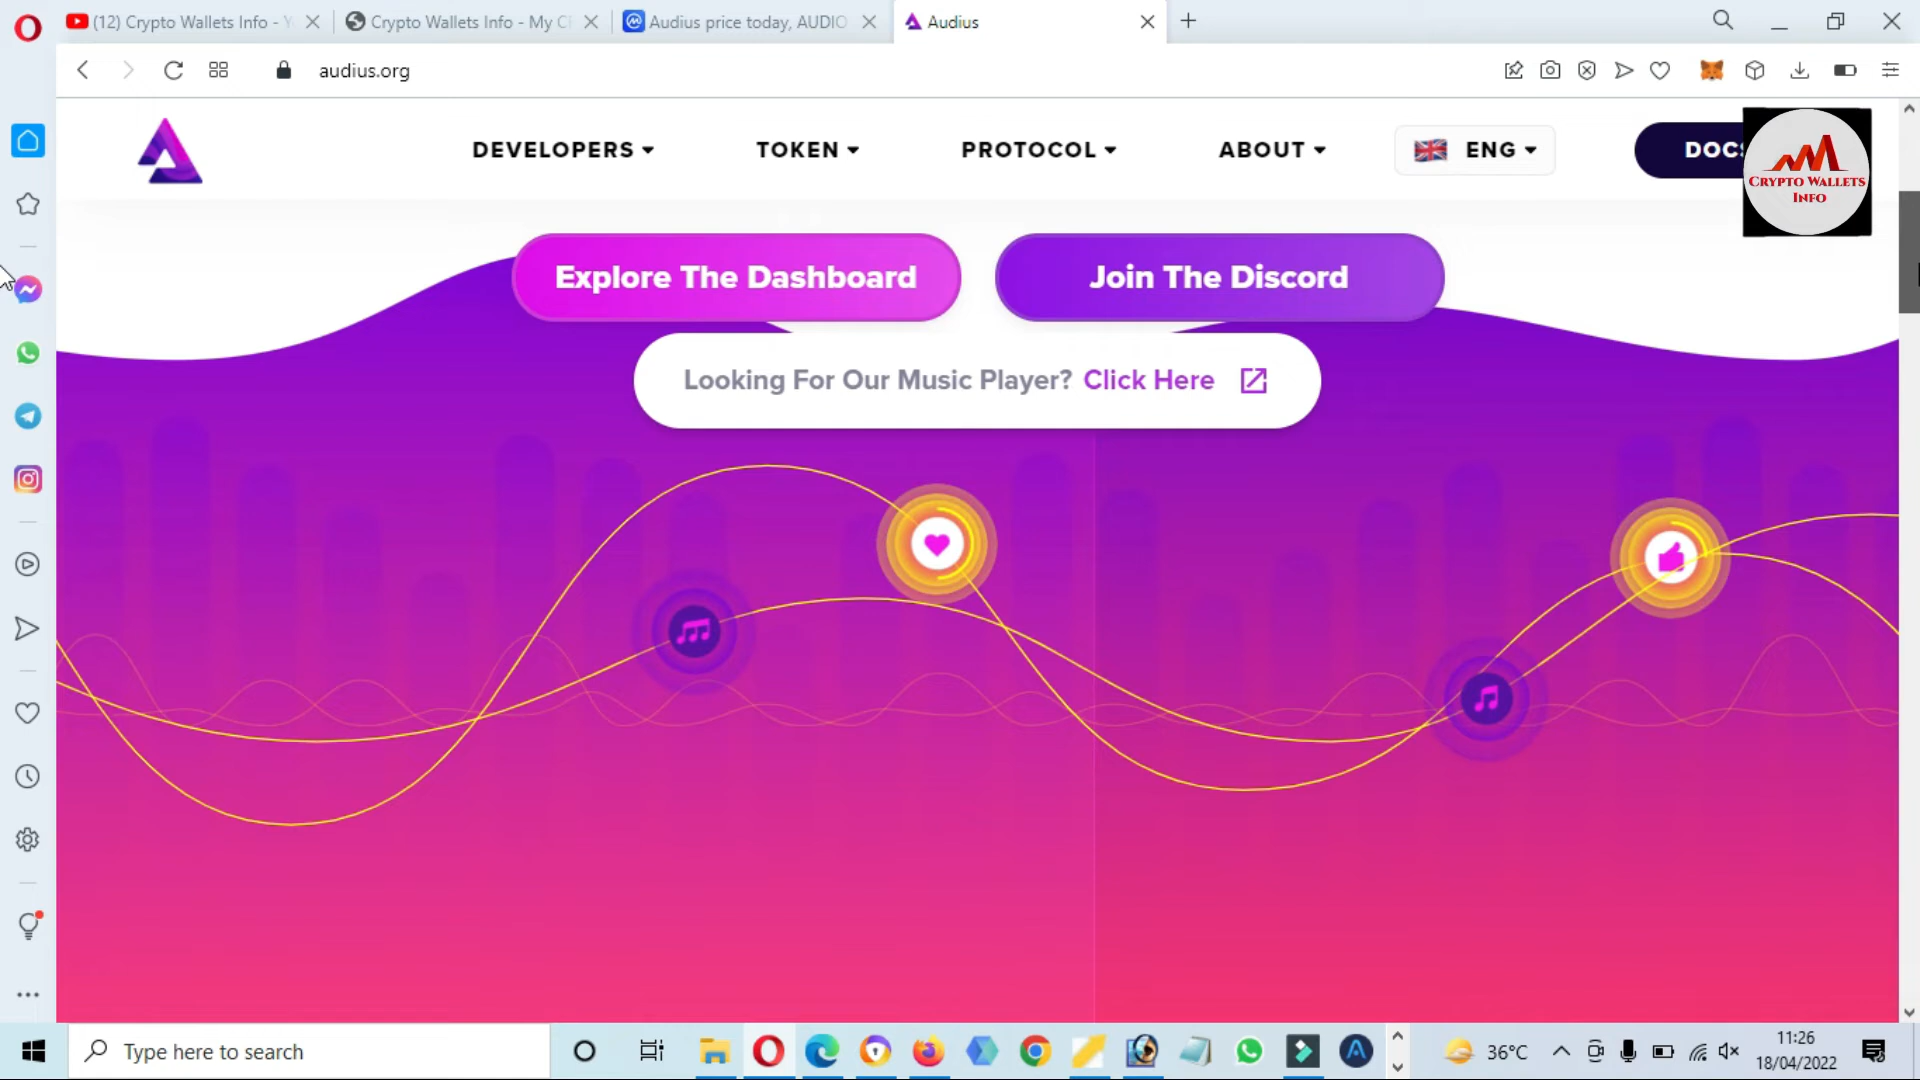 (12) Crypto Wallets Info - Y
Crypto Wallets Info - My Ci
Audius price today, AUDIO
Audius
audius.org
DEVELOPERS
TOKEN
PROTOCOL
ABOUT
ENG
DOCS
CRYPTO WALLETS
INFO
Explore The Dashboard
Join The Discord
Looking For Our Music Player? Click Here
Type here to search
36°C
11:26
18/04/2022